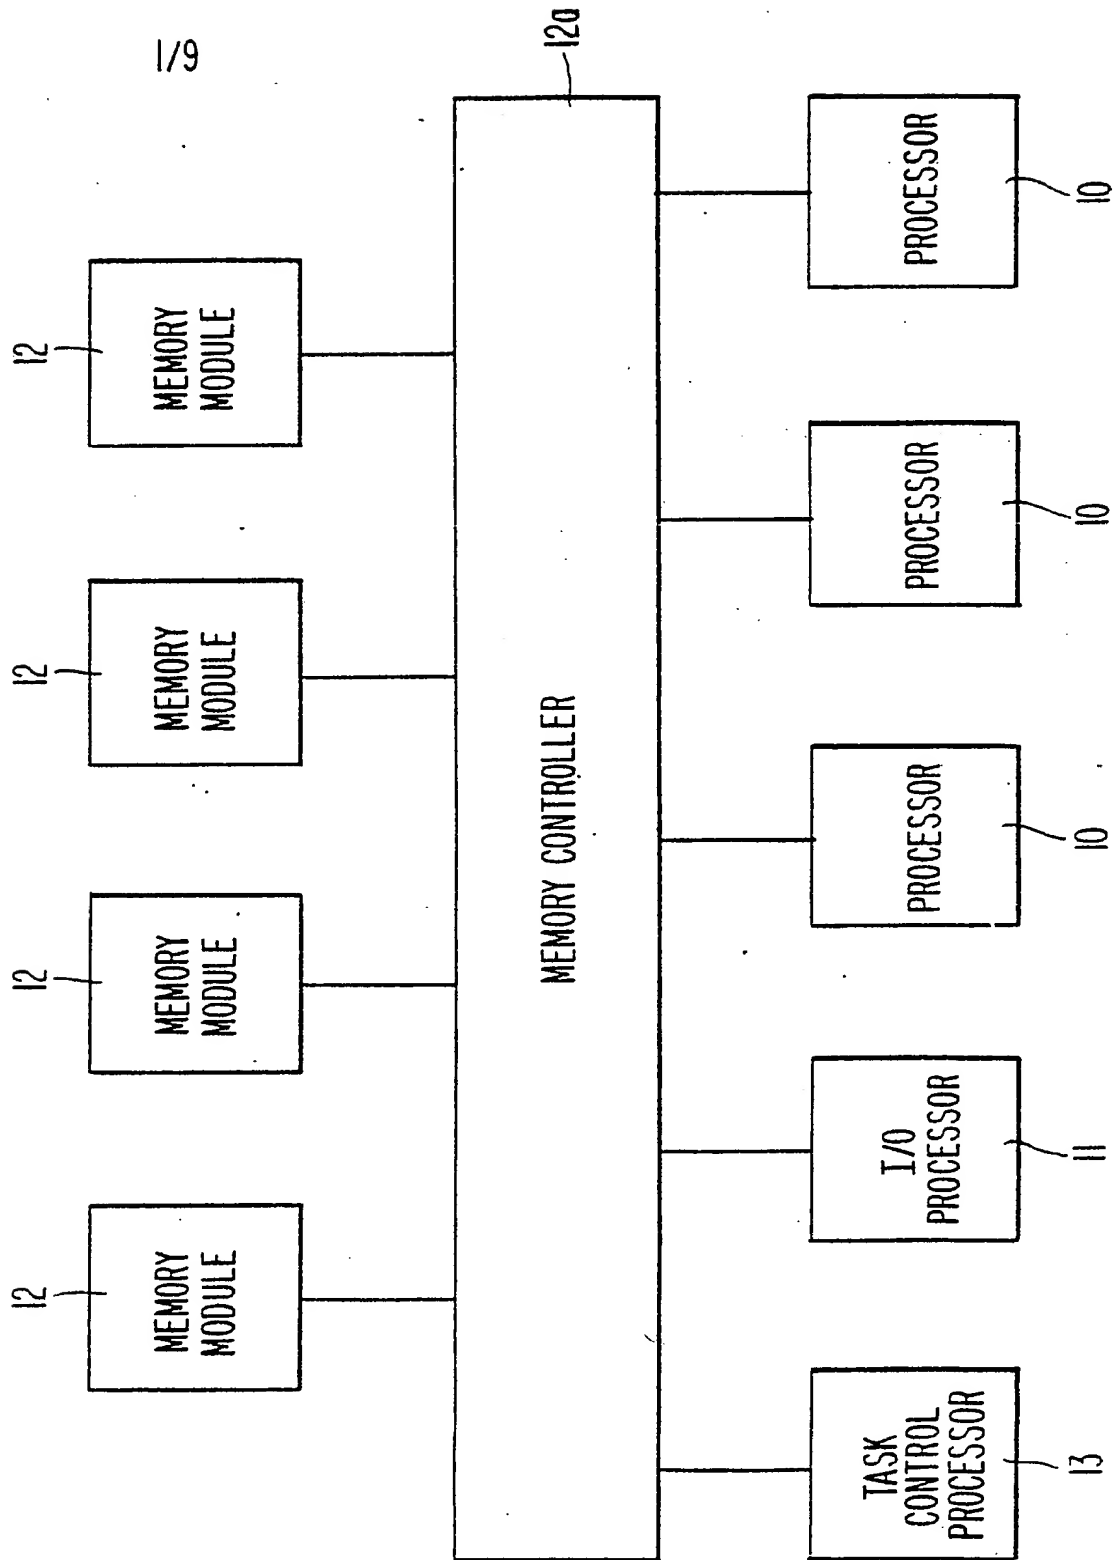 1/9
12
MEMORY
MODULE
12
MEMORY
MODULE
12
MEMORY
MODULE
12
MEMORY
MODULE
MEMORY CONTROLLER
12a
TASK
CONTROL
PROCESSOR
13
I/O
PROCESSOR
11
PROCESSOR
10
PROCESSOR
10
PROCESSOR
10